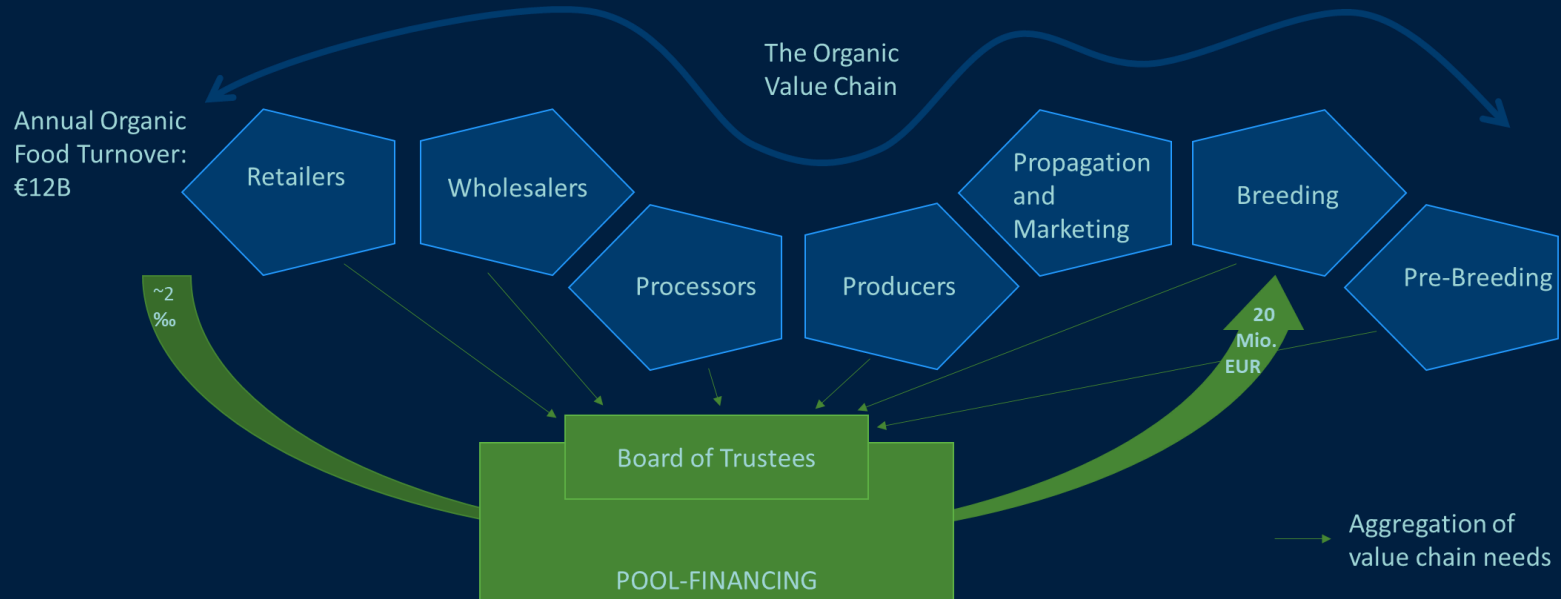 The Organic
Value Chain
Annual Organic
Food Turnover:
€12B
Retailers
Wholesalers
Processors
Producers
Propagation
and
Marketing
Breeding
Pre-Breeding
~2
‰
20
Mio.
EUR
Board of Trustees
POOL-FINANCING
Aggregation of
value chain needs